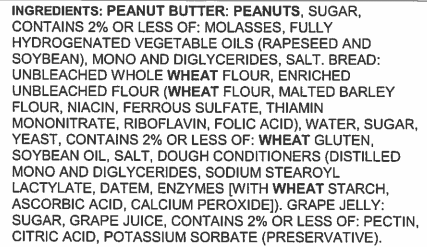 INGREDIENTS: PEANUT BUTTER: PEANUTS, SUGAR,
CONTAINS 2% OR LESS OF: MOLASSES, FULLY
HYDROGENATED VEGETABLE OILS (RAPESEED AND
SOYBEAN), MONO AND DIGLYCERIDES, SALT. BREAD:
UNBLEACHED WHOLE WHEAT FLOUR, ENRICHED
UNBLEACHED FLOUR (WHEAT FLOUR, MALTED BARLEY
FLOUR, NIACIN, FERROUS SULFATE, THIAMIN
MONONITRATE, RIBOFLAVIN, FOLIC ACID), WATER, SUGAR,
YEAST, CONTAINS 2% OR LESS OF: WHEAT GLUTEN,
SOYBEAN OIL, SALT, DOUGH CONDITIONERS (DISTILLED
MONO AND DIGLYCERIDES, SODIUM STEAROYL
LACTYLATE, DATEM, ENZYMES [WITH WHEAT STARCH,
ASCORBIC ACID, CALCIUM PEROXIDE]). GRAPE JELLY:
SUGAR, GRAPE JUICE, CONTAINS 2% OR LESS OF: PECTIN,
CITRIC ACID, POTASSIUM SORBATE (PRESERVATIVE).